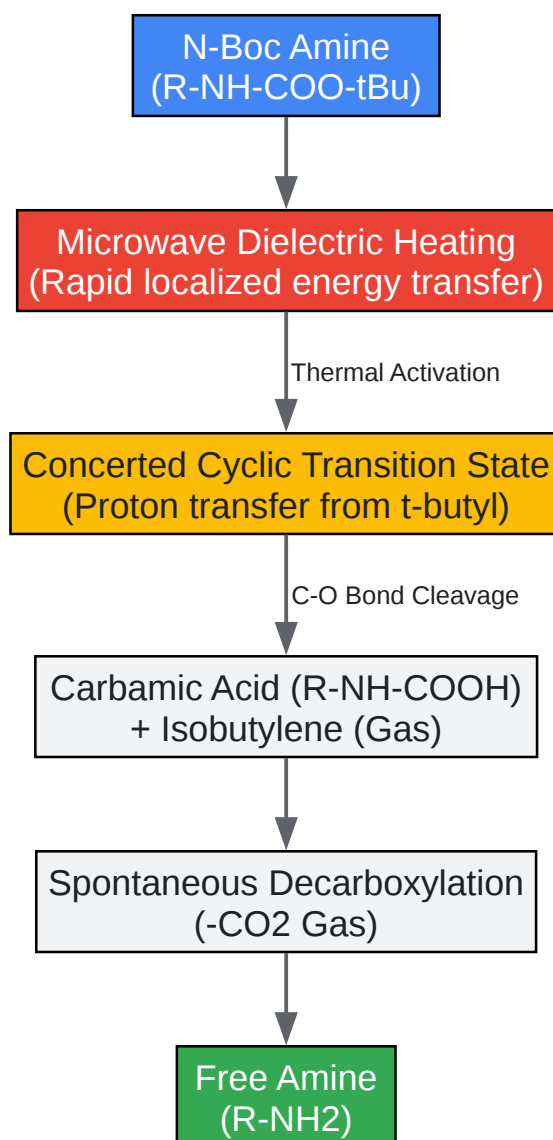 N-Boc Amine
(R-NH-COO-tBu)
Microwave Dielectric Heating
(Rapid localized energy transfer)
Thermal Activation
Concerted Cyclic Transition State
(Proton transfer from t-butyl)
C-O Bond Cleavage
Carbamic Acid (R-NH-COOH)
+ Isobutylene (Gas)
Spontaneous Decarboxylation
(-CO2 Gas)
Free Amine
(R-NH2)